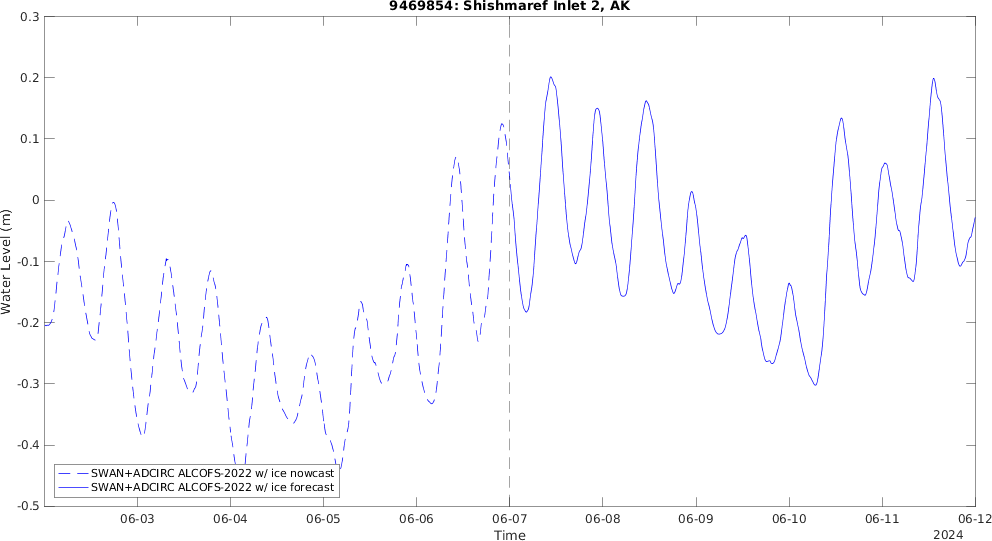 9469854: Shishmaref Inlet 2, AK
0.3
0.2
0.1
0
-0.1
-0.2
-0.3
-0.4
-0.5
Water Level (m)
SWAN+ADCIRC ALCOFS-2022 w/ ice nowcast
SWAN+ADCIRC ALCOFS-2022 w/ ice forecast
06-03 06-04 06-05 06-06 06-07 06-08 06-09 06-10 06-11 06-12
Time
2024